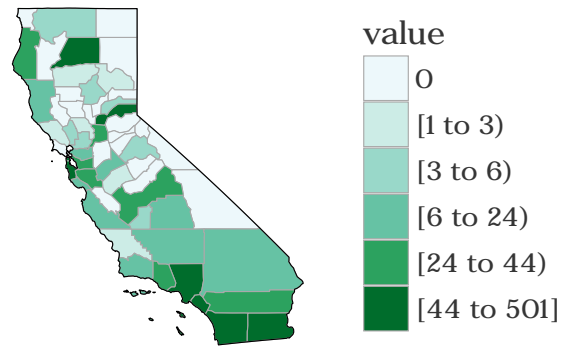 value
0
[1 to 3)
[3 to 6)
[6 to 24)
[24 to 44)
[44 to 501]